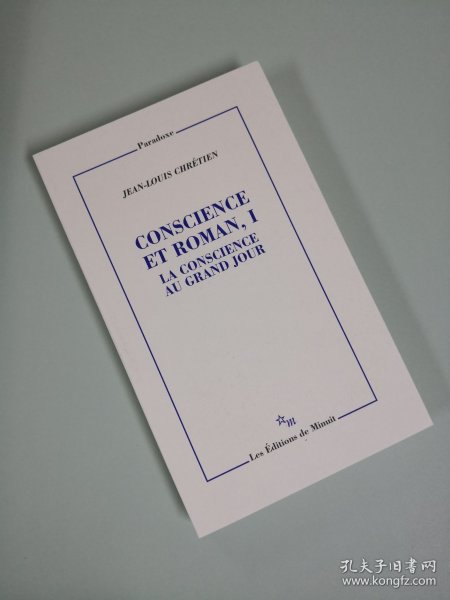 Paradoxe
JEAN-LOUIS CHRÉTIEN
CONSCIENCE
ET ROMAN, I
LA CONSCIENCE
AU GRAND JOUR
m
Les Éditions de Minuit
孔夫子旧书网
www.kongfz.com